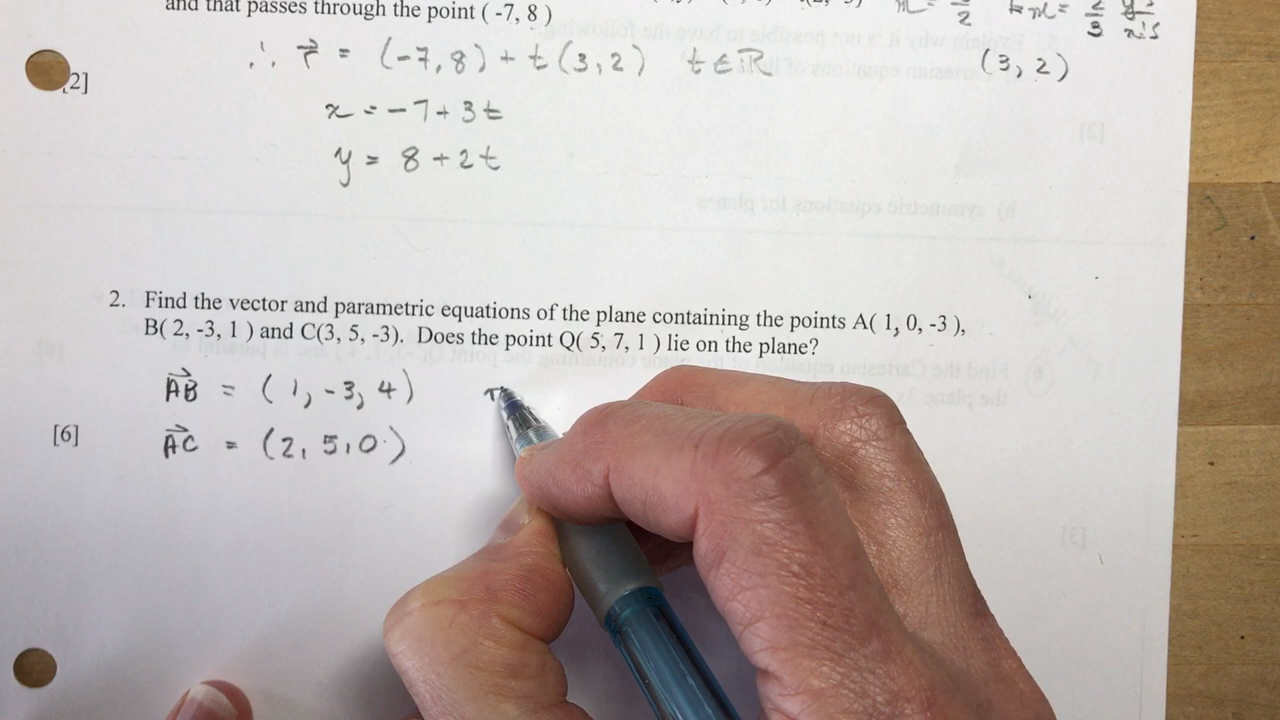 and that passes through the point ( -7, 8 )
∴ r⃗ = (-7,8) + t (3,2) t ∈ ℝ (3, 2)
2]
x = -7 + 3t
y = 8 + 2t
2. Find the vector and parametric equations of the plane containing the points A( 1, 0, -3 ),
B( 2, -3, 1 ) and C(3, 5, -3). Does the point Q( 5, 7, 1 ) lie on the plane?
AB⃗ = ( 1, -3, 4 )
[6]
AC⃗ = (2, 5, 0)